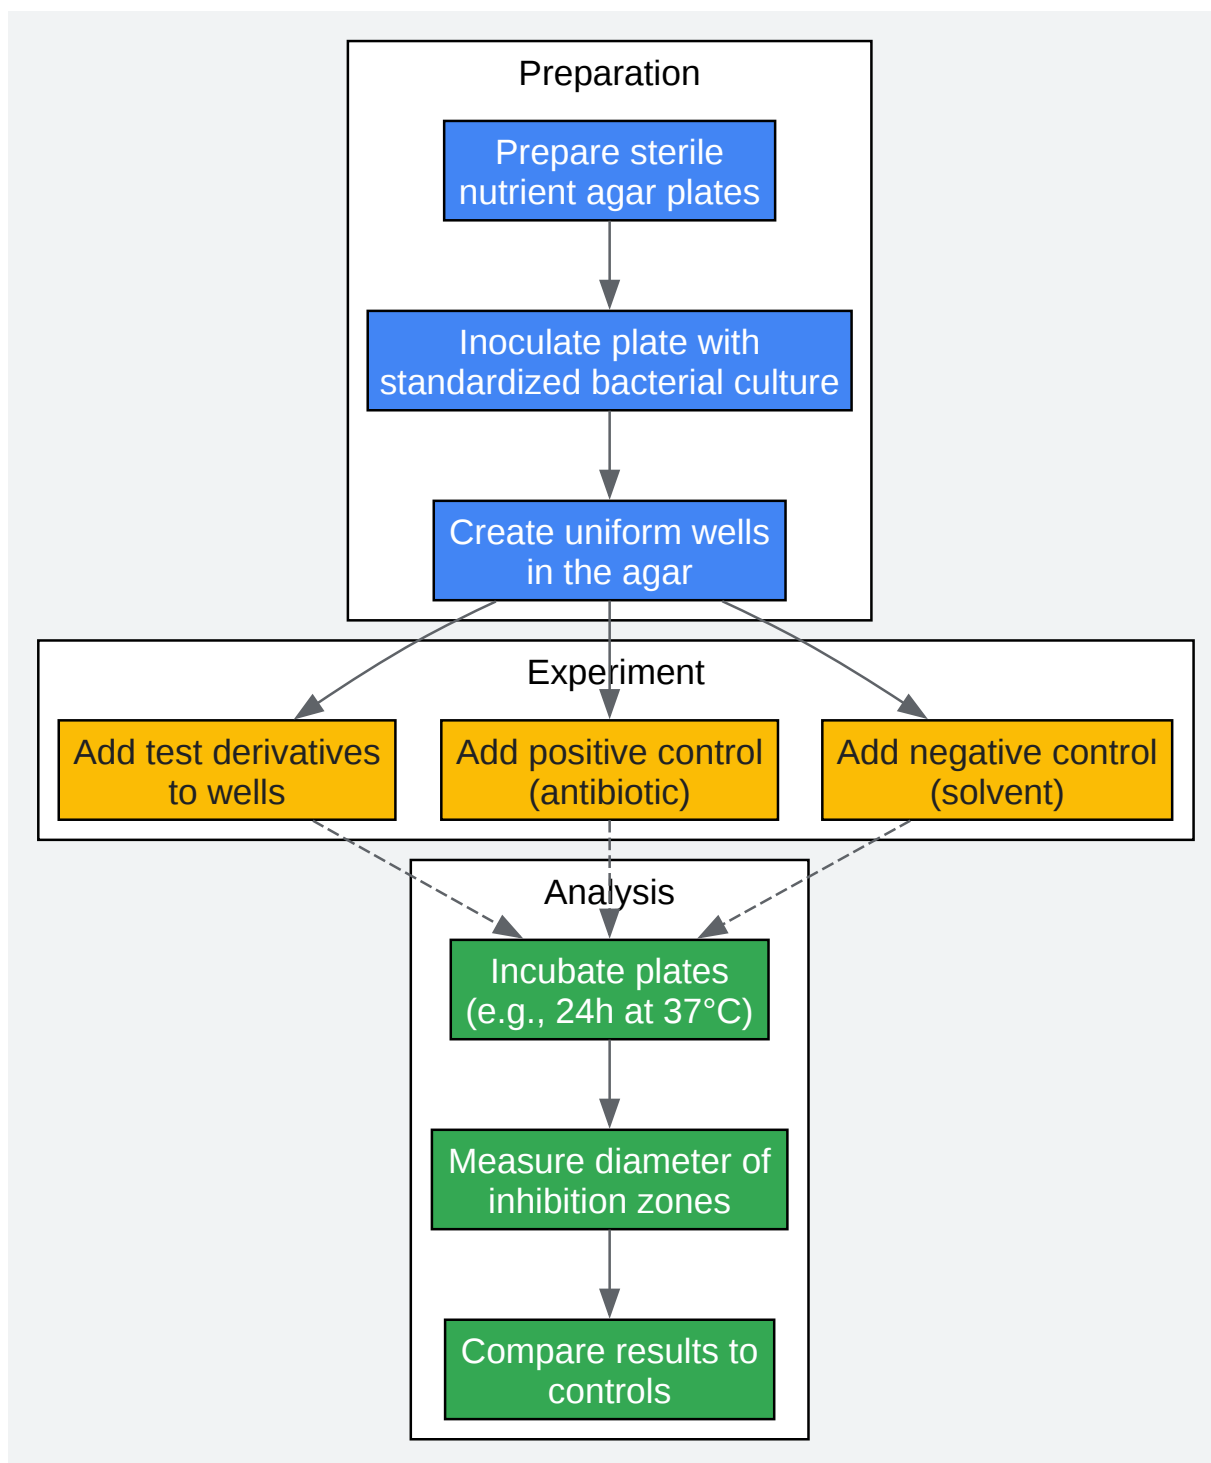 Preparation
Prepare sterile
nutrient agar plates
Inoculate plate with
standardized bacterial culture
Create uniform wells
in the agar
Experiment
Add test derivatives
to wells
Add positive control
(antibiotic)
Add negative control
(solvent)
Analysis
Incubate plates
(e.g., 24h at 37°C)
Measure diameter of
inhibition zones
Compare results to
controls